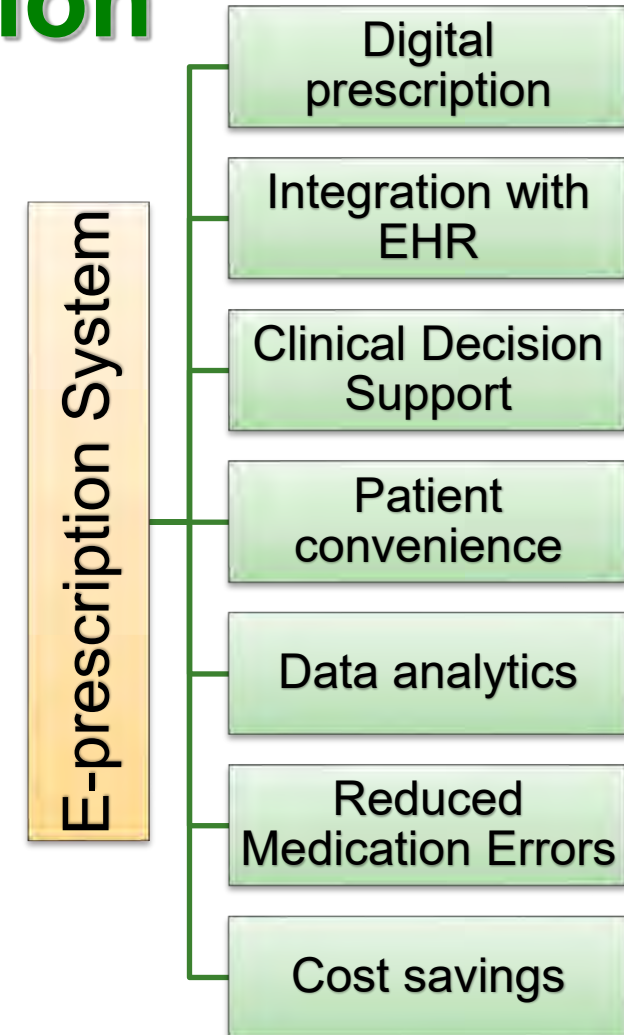 E-prescription System
Digital
prescription
Integration with
EHR
Clinical Decision
Support
Patient
convenience
Data analytics
Reduced
Medication Errors
Cost savings